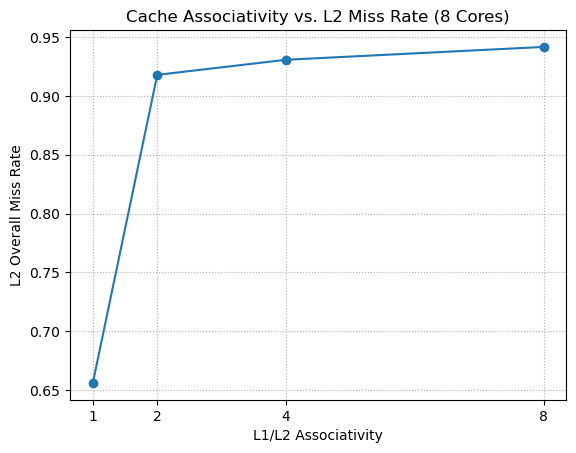 Cache Associativity vs. L2 Miss Rate (8 Cores)
L2 Overall Miss Rate
0.95
0.90
0.85
0.80
0.75
0.70
0.65
1 2 4 8
L1/L2 Associativity